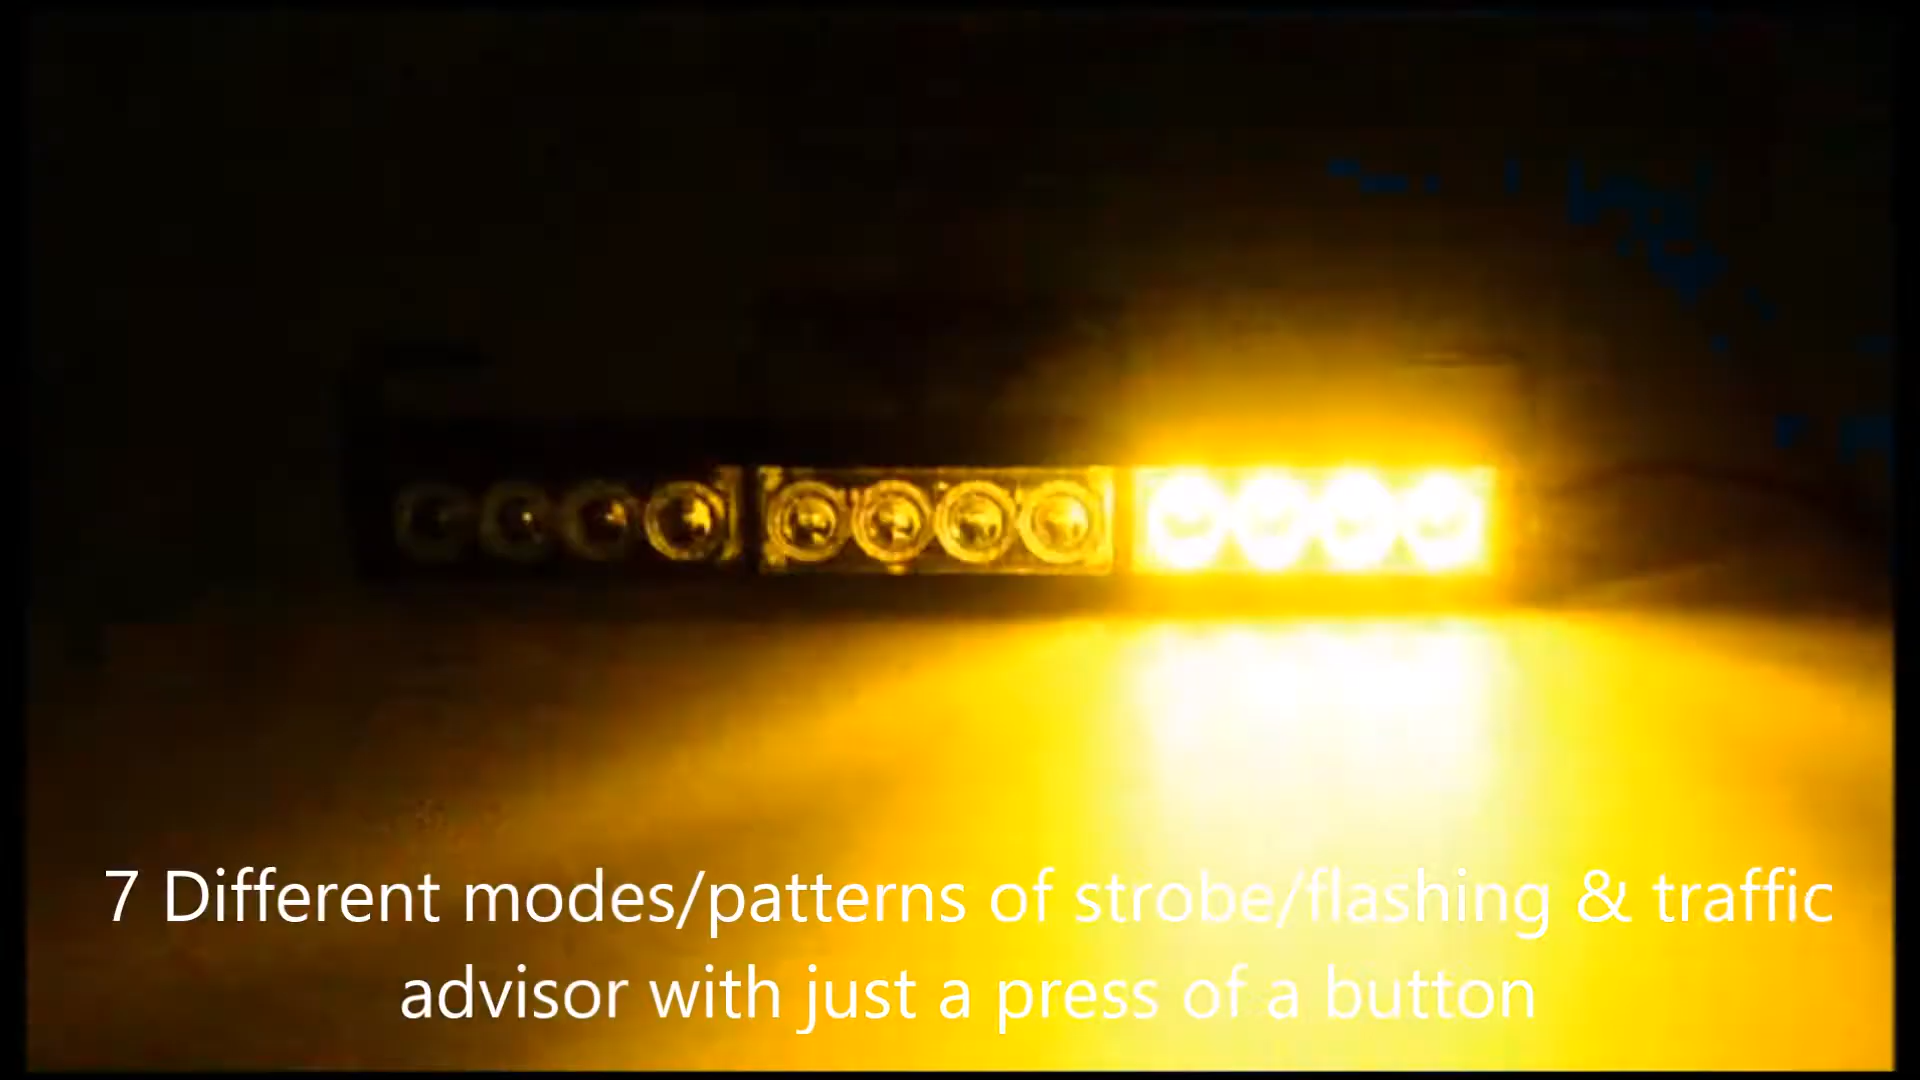 7 Different modes/patterns of strobe/flashing & traffic
advisor with just a press of a button